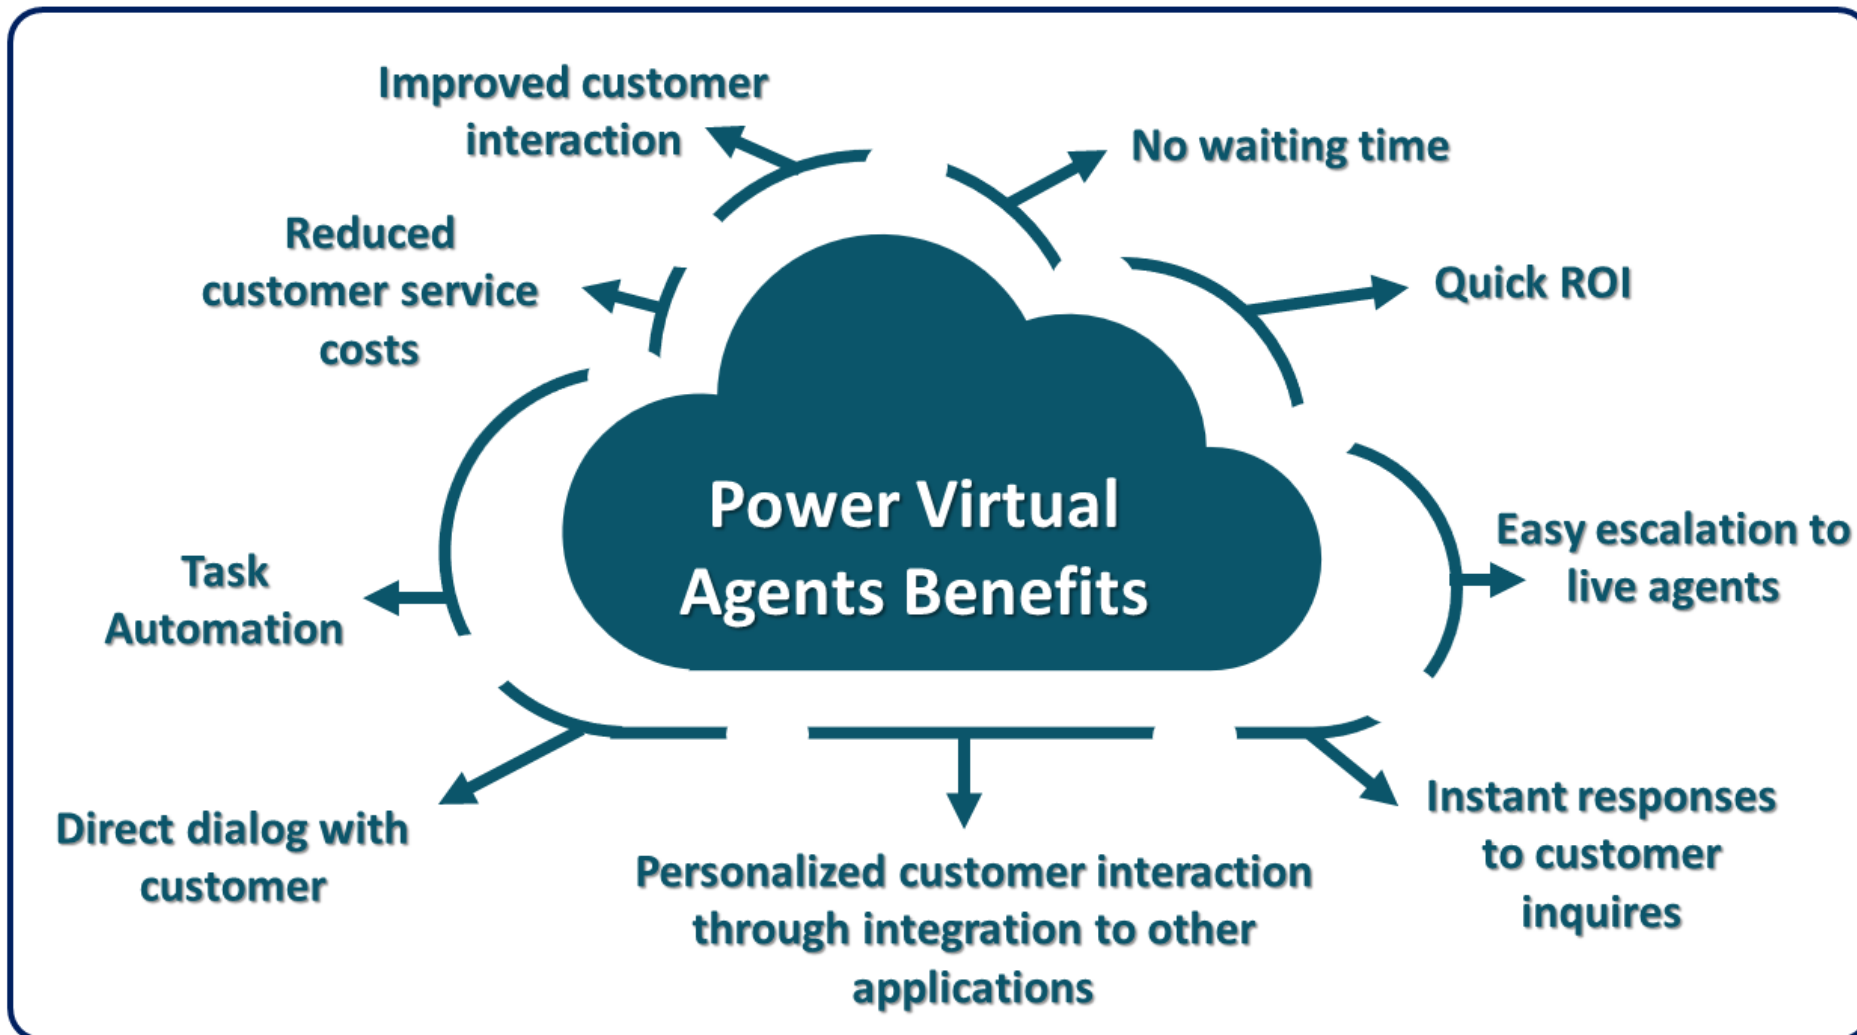 Improved customer
interaction
No waiting time
Reduced
customer service
costs
Quick ROI
Power Virtual
Agents Benefits
Easy escalation to
live agents
Task
Automation
Direct dialog with
customer
Personalized customer interaction
through integration to other
applications
Instant responses
to customer
inquires